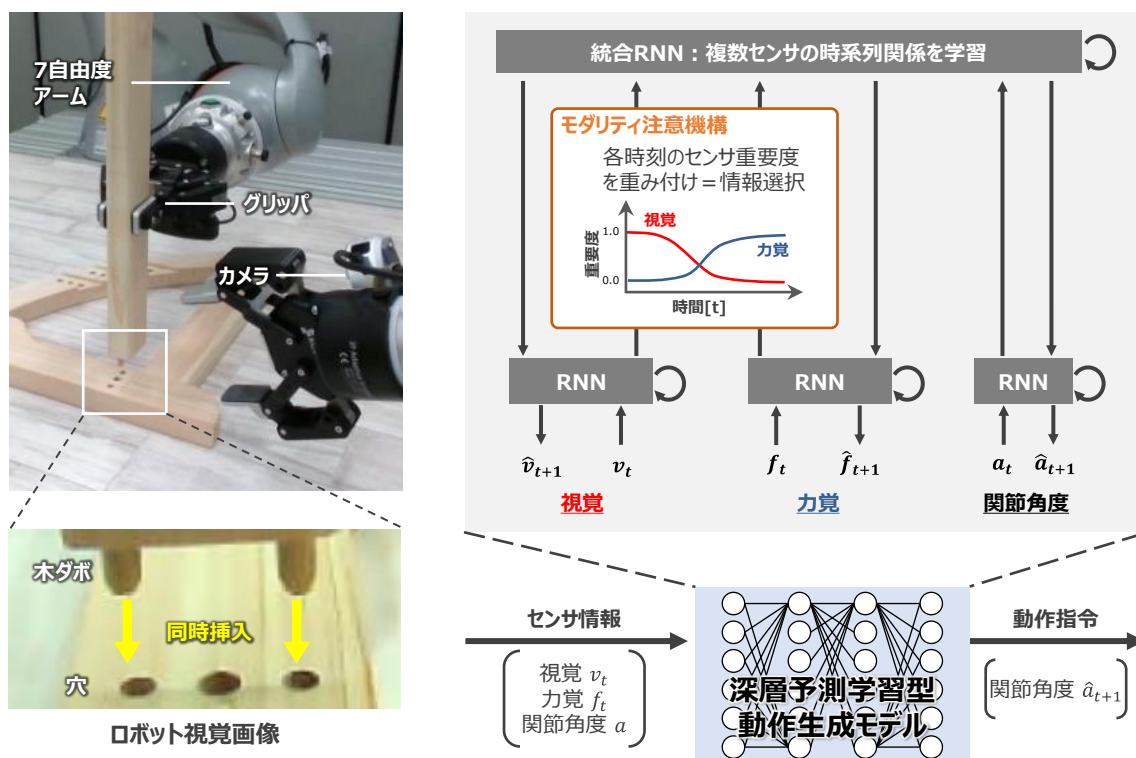 7自由度
アーム
グリッパ
カメラ
木ダボ
同時挿入
穴
ロボット視覚画像
統合RNN：複数センサの時系列関係を学習
モダリティ注意機構
各時刻のセンサ重要度
を重み付け＝情報選択
視覚
力覚
1.0
0.0
重要度
時間[t]
RNN
RNN
RNN
v̂ₜ₊₁ vₜ
fₜ f̂ₜ₊₁
aₜ âₜ₊₁
視覚
力覚
関節角度
センサ情報
視覚 vₜ
力覚 fₜ
関節角度 a
深層予測学習型
動作生成モデル
動作指令
関節角度 âₜ₊₁